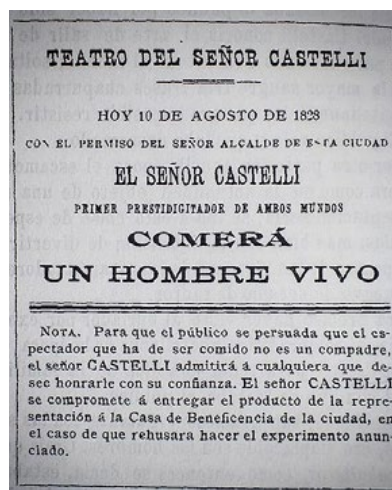 TEATRO DEL SEÑOR CASTELLI
HOY 10 DE AGOSTO DE 1828
CON EL PERMISO DEL SEÑOR ALCALDE DE ESTA CIUDAD
EL SEÑOR CASTELLI
PRIMER PRESTIDIGITADOR DE AMBOS MUNDOS
COMERÁ
UN HOMBRE VIVO
NOTA. Para que el público se persuada que el es-
pectador que ha de ser comido no es un compadre,
el señor CASTELLI admitirá á cualquiera que de-
see honrarle con su confianza. El señor CASTELLI
se compromete á entregar el producto de la repre-
sentación á la Casa de Beneficencia de la ciudad, en
el caso de que rehusara hacer el experimento anun-
ciado.